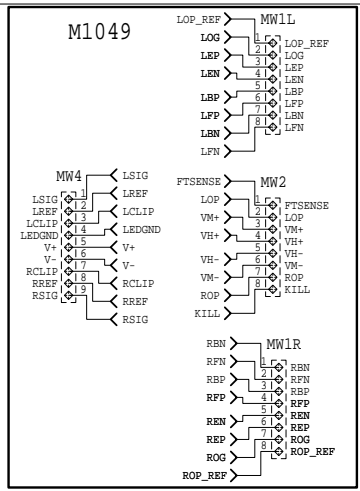 M1049
LOP_REF
LOG
LEP
LEN
LBP
LFP
LBN
LFN
MW1L
1 LOP_REF
2 LOG
3 LEP
4 LEN
5 LBP
6 LFP
7 LBN
8 LFN
MW4
LSIG 1 LSIG
LREF 2 LREF
LCLIP 3 LCLIP
LEDGND 4 LEDGND
V+ 5 V+
V- 6 V-
RCLIP 7 RCLIP
RREF 8 RREF
RSIG 9 RSIG
FTSENSE
LOP
VM+
VH+
VH-
VM-
ROP
KILL
MW2
1 FTSENSE
2 LOP
3 VM+
4 VH+
5 VH-
6 VM-
7 ROP
8 KILL
RBN
RFN
RBP
RFP
REN
REP
ROG
ROP_REF
MW1R
1 RBN
2 RFN
3 RBP
4 RFP
5 REN
6 REP
7 ROG
8 ROP_REF